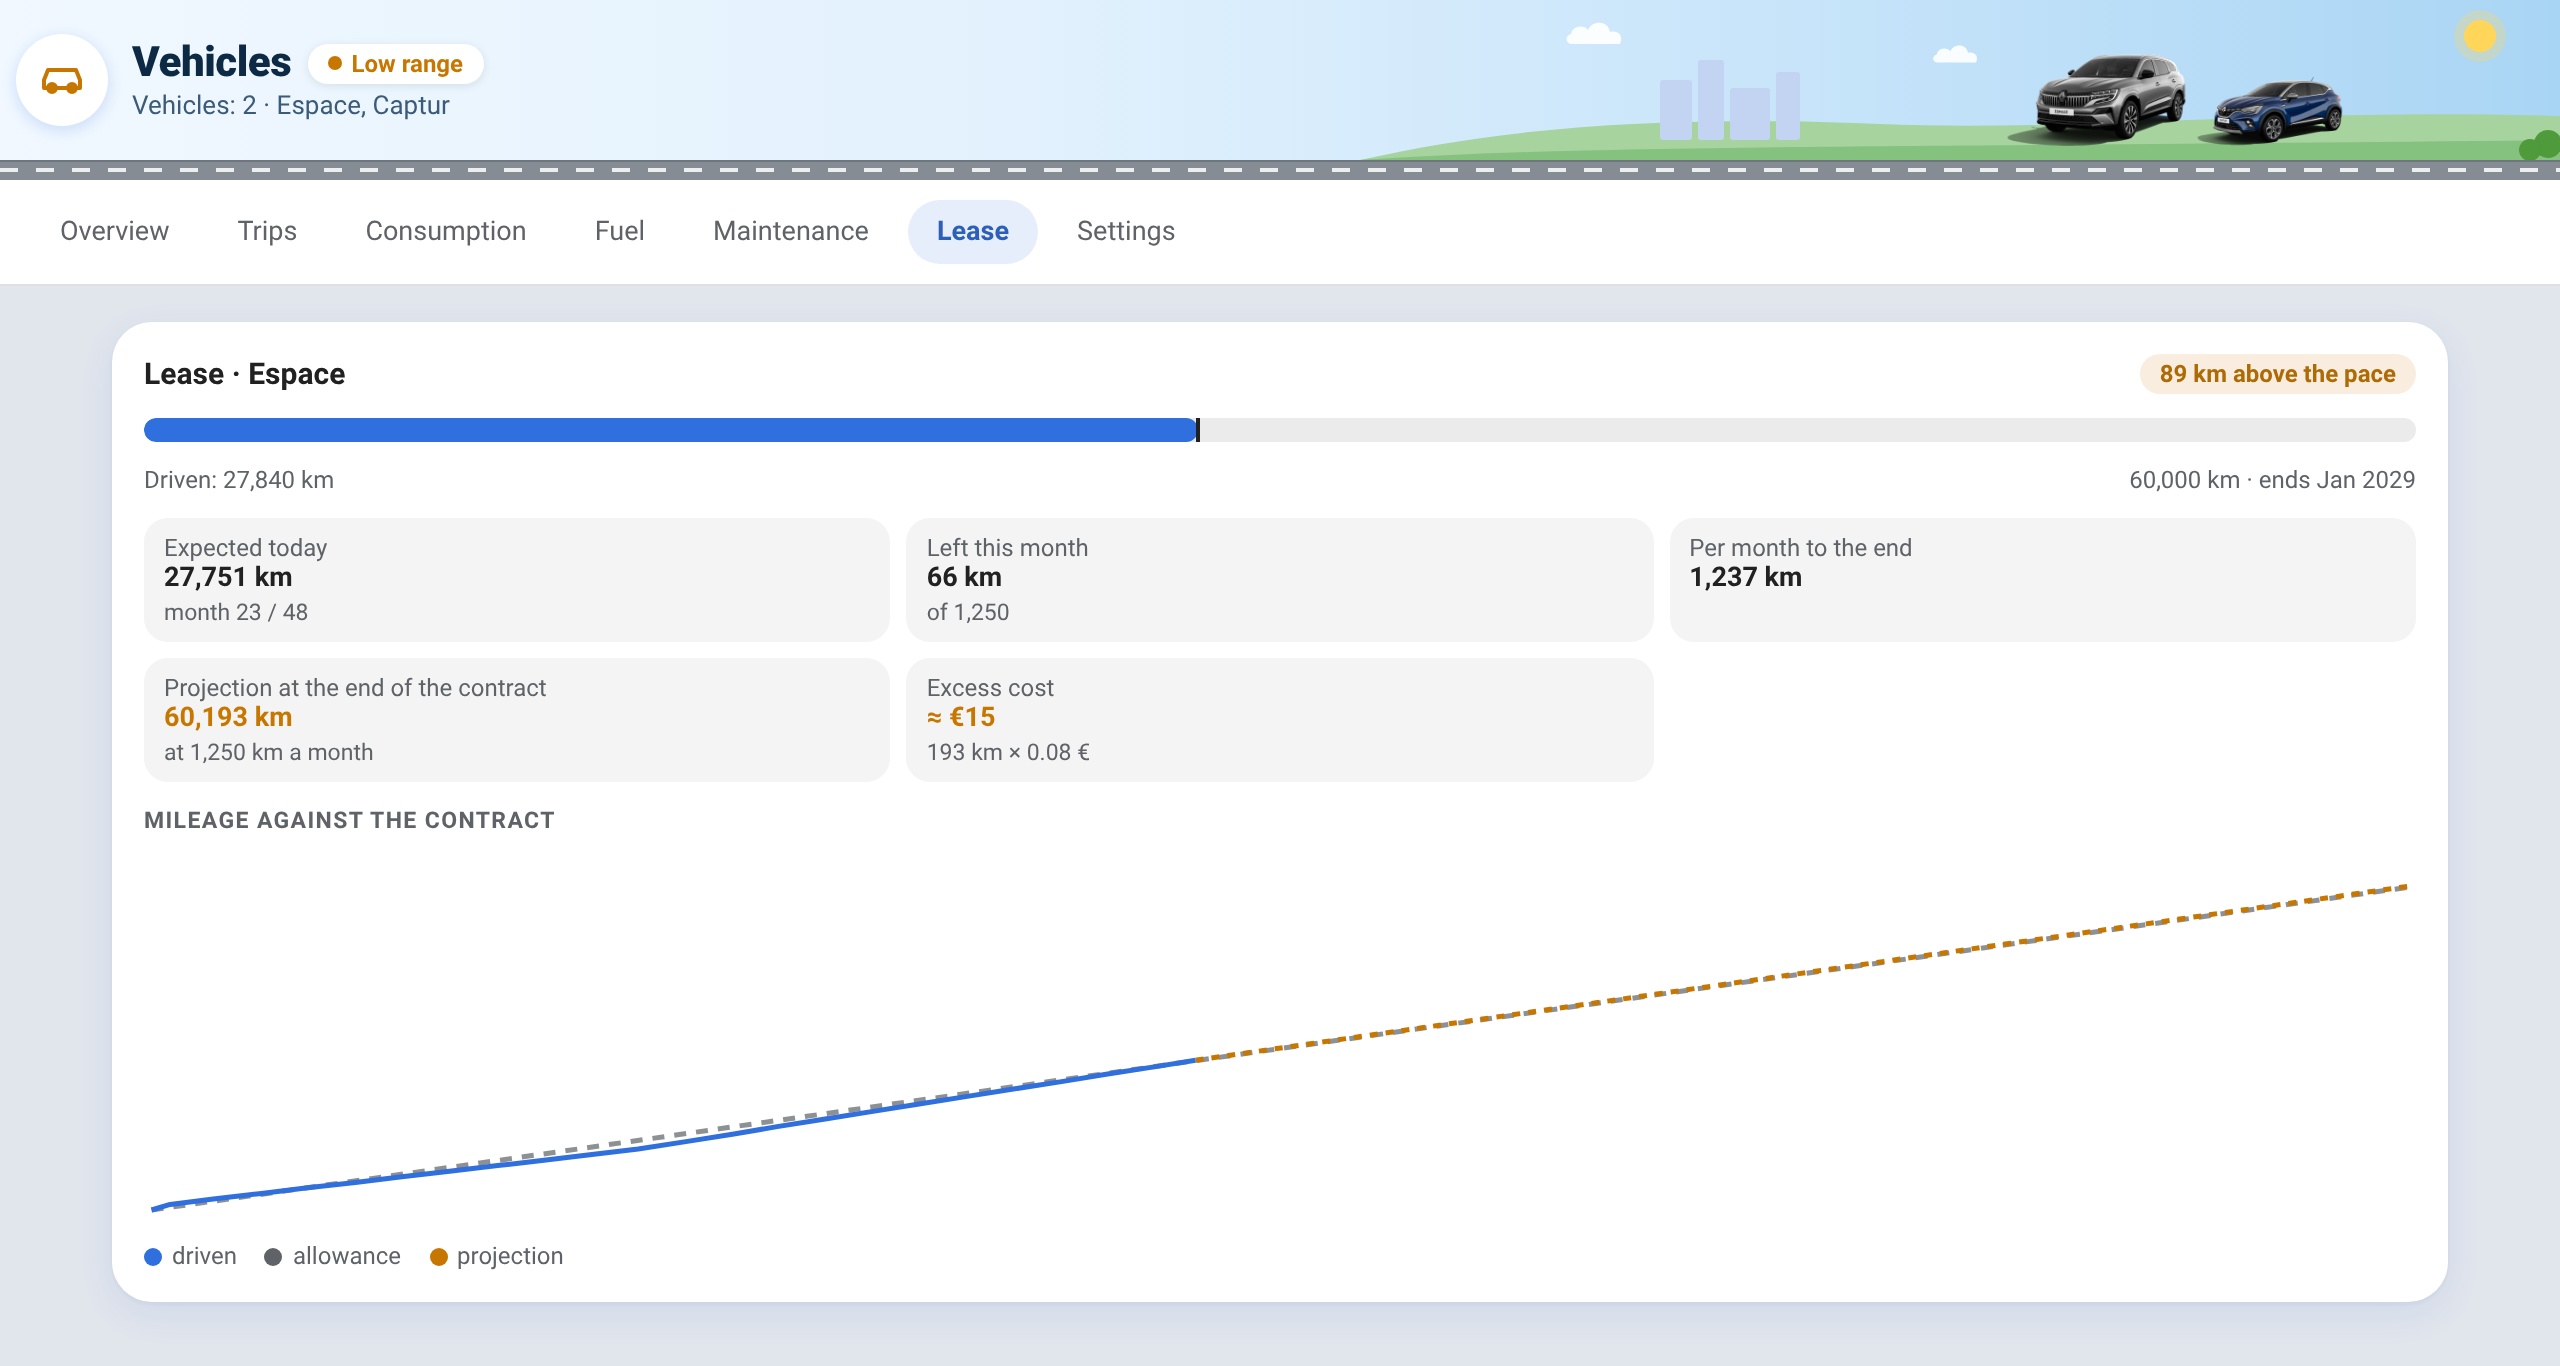 Vehicles
Low range
Vehicles: 2 · Espace, Captur
Overview
Trips
Consumption
Fuel
Maintenance
Lease
Settings
Lease · Espace
89 km above the pace
Driven: 27,840 km
60,000 km · ends Jan 2029
Expected today
27,751 km
month 23 / 48
Left this month
66 km
of 1,250
Per month to the end
1,237 km
Projection at the end of the contract
60,193 km
at 1,250 km a month
Excess cost
≈ €15
193 km × 0.08 €
MILEAGE AGAINST THE CONTRACT
driven
allowance
projection